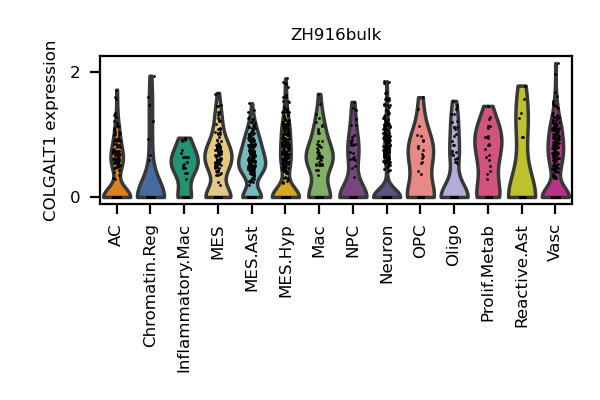 ZH916bulk
COLGALT1 expression
2
0
AC
Chromatin.Reg
Inflammatory.Mac
MES
MES.Ast
MES.Hyp
Mac
NPC
Neuron
OPC
Oligo
Prolif.Metab
Reactive.Ast
Vasc